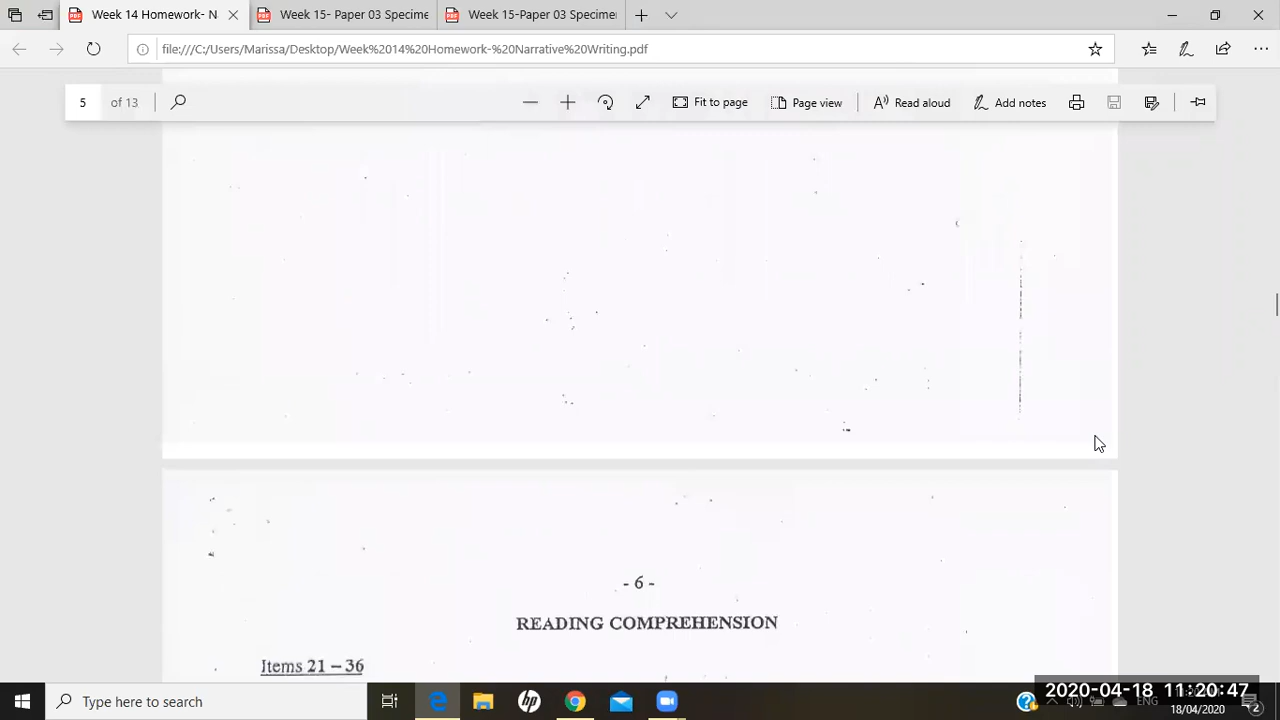 Week 14 Homework- N
Week 15- Paper 03 Specime
Week 15-Paper 03 Specimer
file:///C:/Users/Marissa/Desktop/Week%2014%20Homework-%20Narrative%20Writing.pdf
5 of 13
Fit to page
Page view
Read aloud
Add notes
- 6 -
READING COMPREHENSION
Items 21 – 36
Type here to search
2020-04-18 11:20:47
ENG
18/04/2020
2